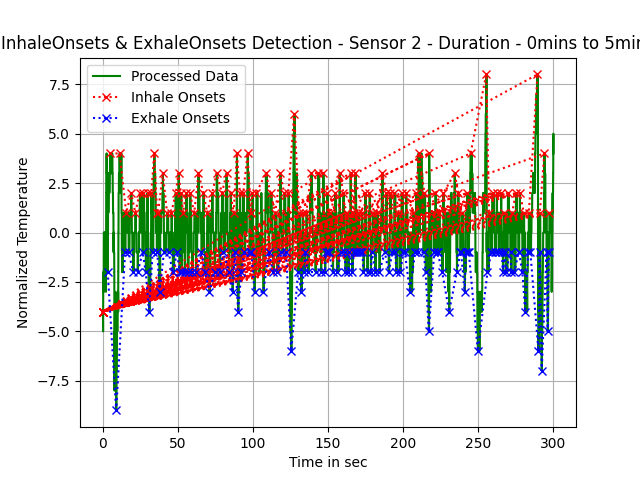 InhaleOnsets & ExhaleOnsets Detection - Sensor 2 - Duration - 0mins to 5min
Processed Data
Inhale Onsets
Exhale Onsets
Normalized Temperature
7.5
5.0
2.5
0.0
−2.5
−5.0
−7.5
0 50 100 150 200 250 300
Time in sec